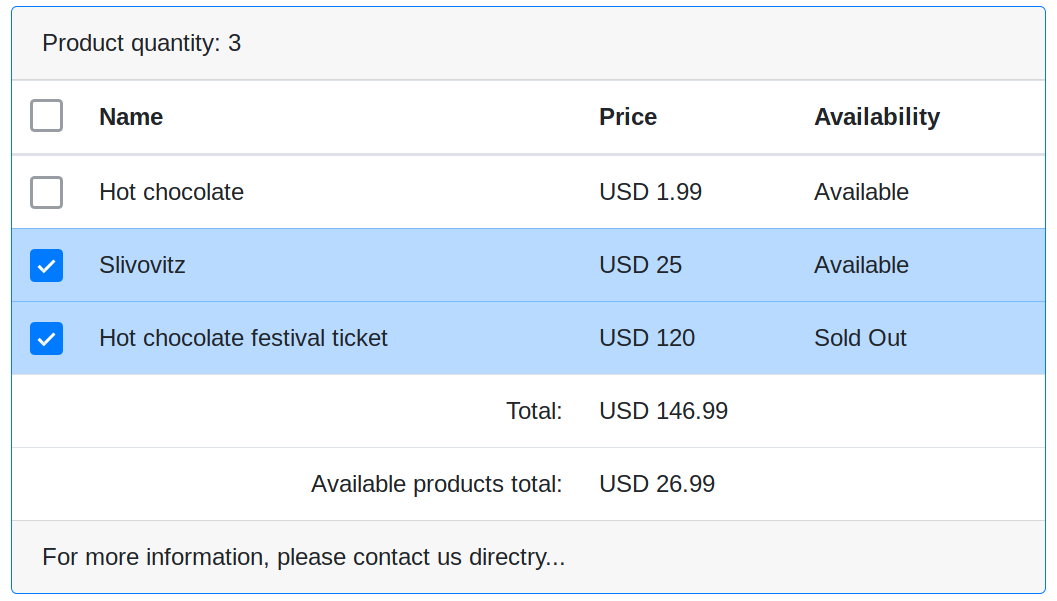 Product quantity: 3
Name Price Availability
Hot chocolate USD 1.99 Available
Slivovitz USD 25 Available
Hot chocolate festival ticket USD 120 Sold Out
Total: USD 146.99
Available products total: USD 26.99
For more information, please contact us directry...